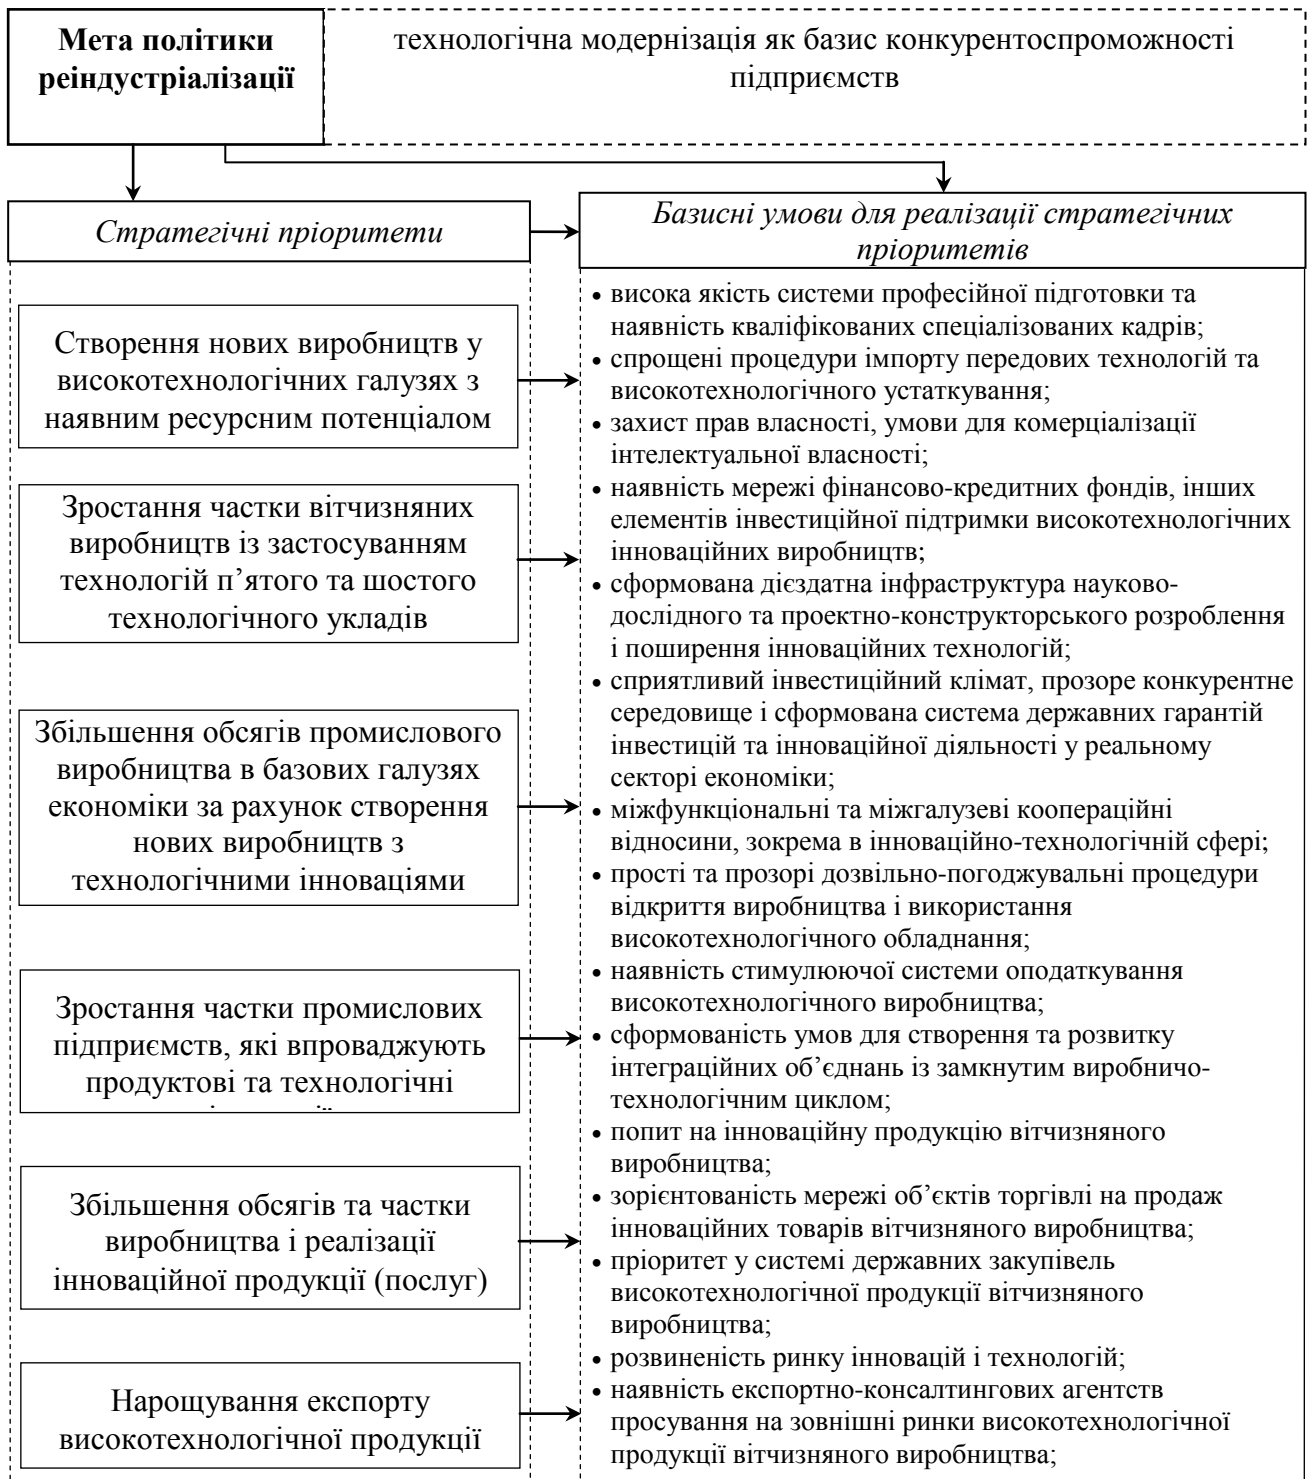 Мета політики
реіндустріалізації
технологічна модернізація як базис конкурентоспроможності
підприємств
Стратегічні пріоритети
Базисні умови для реалізації стратегічних
пріоритетів
Створення нових виробництв у
високотехнологічних галузях з
наявним ресурсним потенціалом
Зростання частки вітчизняних
виробництв із застосуванням
технологій п’ятого та шостого
технологічного укладів
Збільшення обсягів промислового
виробництва в базових галузях
економіки за рахунок створення
нових виробництв з
технологічними інноваціями
Зростання частки промислових
підприємств, які впроваджують
продуктові та технологічні
Збільшення обсягів та частки
виробництва і реалізації
інноваційної продукції (послуг)
Нарощування експорту
високотехнологічної продукції
• висока якість системи професійної підготовки та
наявність кваліфікованих спеціалізованих кадрів;
• спрощені процедури імпорту передових технологій та
високотехнологічного устаткування;
• захист прав власності, умови для комерціалізації
інтелектуальної власності;
• наявність мережі фінансово-кредитних фондів, інших
елементів інвестиційної підтримки високотехнологічних
інноваційних виробництв;
• сформована дієздатна інфраструктура науково-
дослідного та проектно-конструкторського розроблення
і поширення інноваційних технологій;
• сприятливий інвестиційний клімат, прозоре конкурентне
середовище і сформована система державних гарантій
інвестицій та інноваційної діяльності у реальному
секторі економіки;
• міжфункціональні та міжгалузеві коопераційні
відносини, зокрема в інноваційно-технологічній сфері;
• прості та прозорі дозвільно-погоджувальні процедури
відкриття виробництва і використання
високотехнологічного обладнання;
• наявність стимулюючої системи оподаткування
високотехнологічного виробництва;
• сформованість умов для створення та розвитку
інтеграційних об’єднань із замкнутим виробничо-
технологічним циклом;
• попит на інноваційну продукцію вітчизняного
виробництва;
• зорієнтованість мережі об’єктів торгівлі на продаж
інноваційних товарів вітчизняного виробництва;
• пріоритет у системі державних закупівель
високотехнологічної продукції вітчизняного
виробництва;
• розвиненість ринку інновацій і технологій;
• наявність експортно-консалтингових агентств
просування на зовнішні ринки високотехнологічної
продукції вітчизняного виробництва;